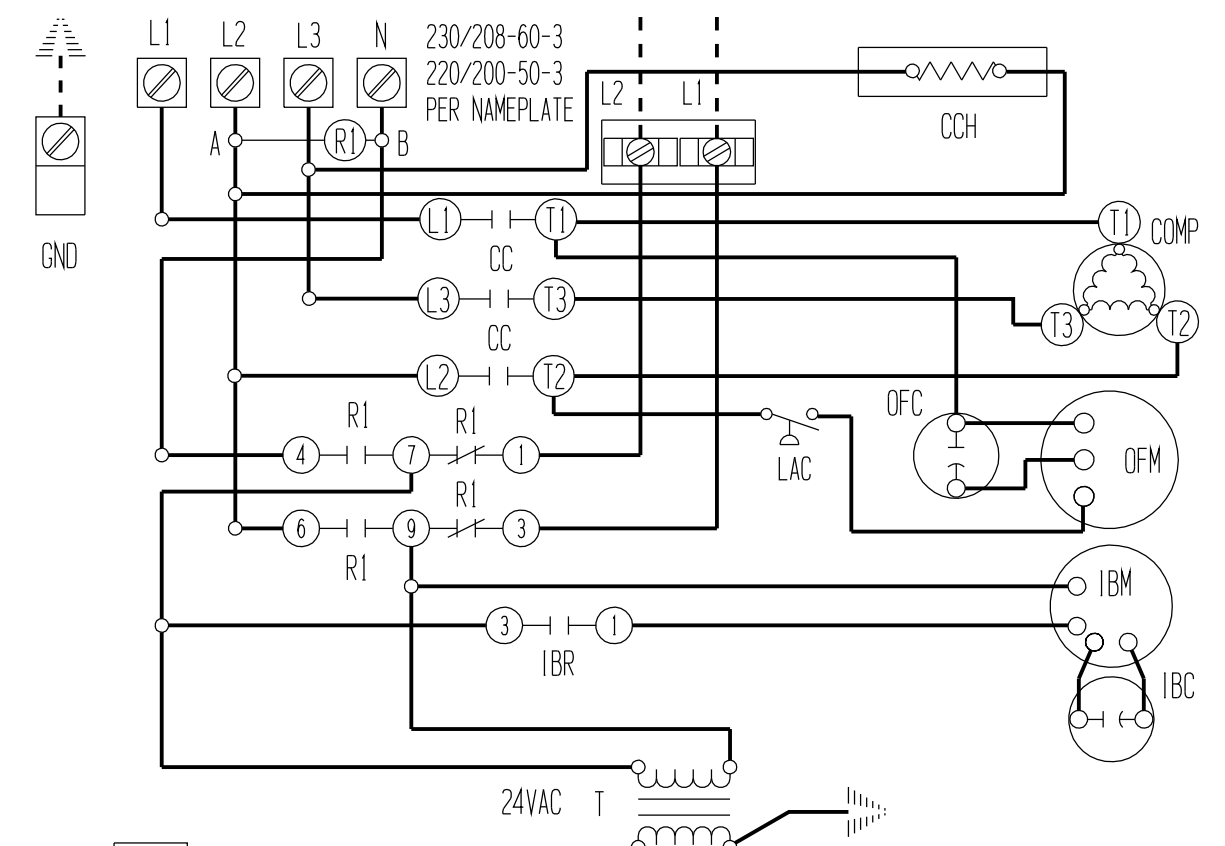 L1 L2 L3 N
230/208-60-3
220/200-50-3
PER NAMEPLATE
L2 L1
CCH
A R1 B
GND
L1 T1
CC
T1 COMP
L3 T3
CC
T3 T2
L2 T2
OFC
R1 R1
4 7 1
LAC
OFM
R1
6 9 3
R1
IBM
3 1
IBR
IBC
24VAC T